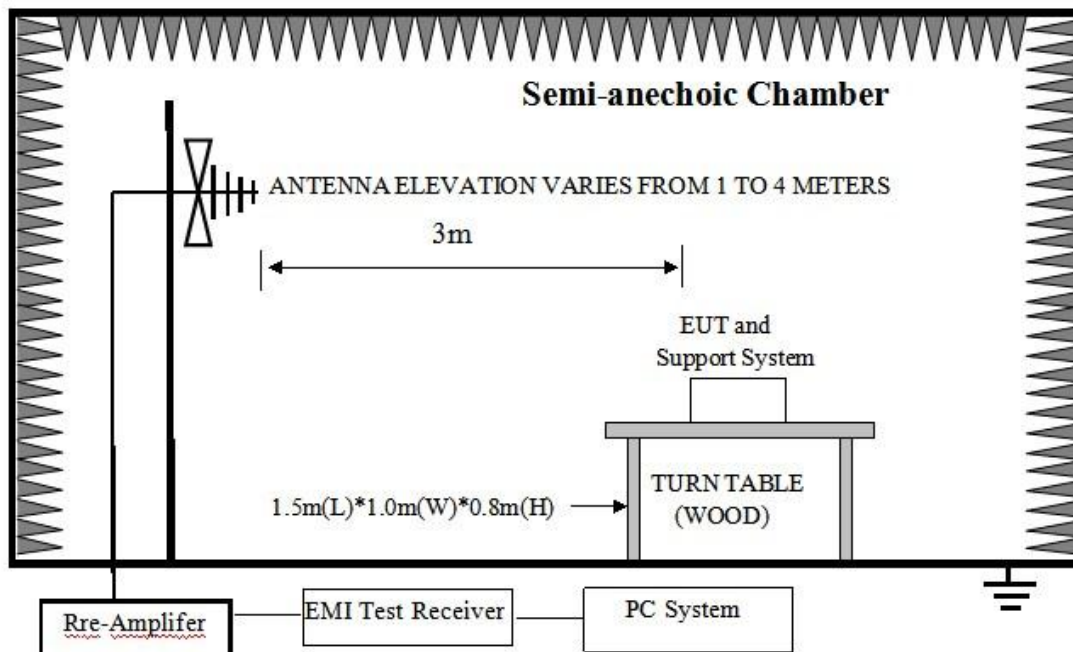 Semi-anechoic Chamber
ANTENNA ELEVATION VARIES FROM 1 TO 4 METERS
3m
EUT and
Support System
1.5m(L)*1.0m(W)*0.8m(H)
TURN TABLE
(WOOD)
Rre-Amplifer
EMI Test Receiver
PC System